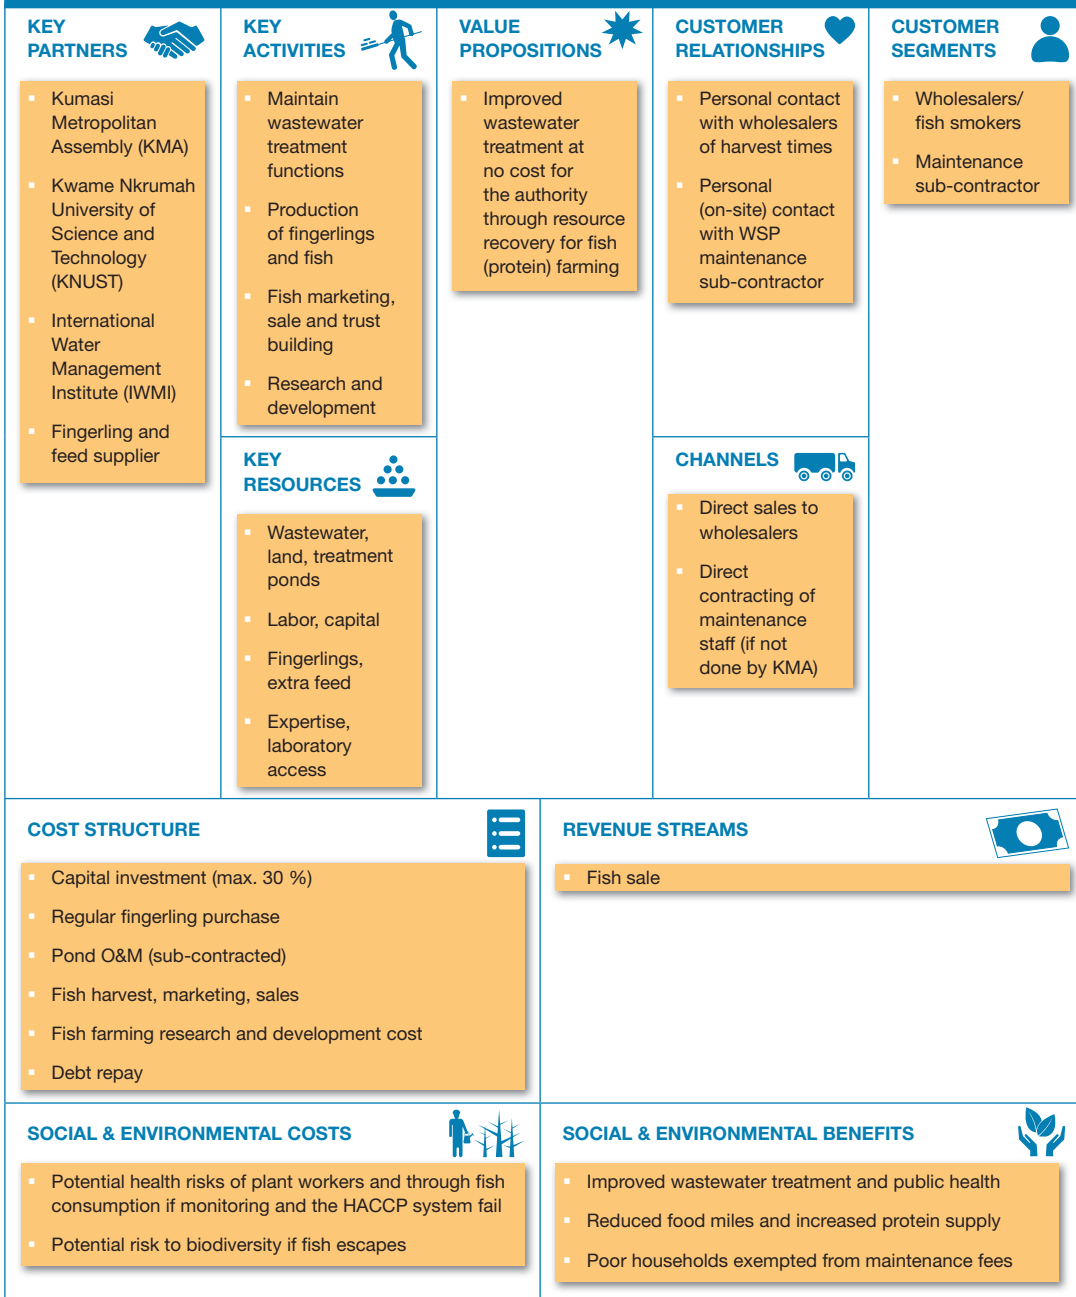 KEY
PARTNERS
Kumasi
Metropolitan
Assembly (KMA)
Kwame Nkrumah
University of
Science and
Technology
(KNUST)
International
Water
Management
Institute (IWMI)
Fingerling and
feed supplier
KEY
ACTIVITIES
Maintain
wastewater
treatment
functions
Production
of fingerlings
and fish
Fish marketing,
sale and trust
building
Research and
development
KEY
RESOURCES
Wastewater,
land, treatment
ponds
Labor, capital
Fingerlings,
extra feed
Expertise,
laboratory
access
VALUE
PROPOSITIONS
Improved
wastewater
treatment at
no cost for
the authority
through resource
recovery for fish
(protein) farming
CUSTOMER
RELATIONSHIPS
Personal contact
with wholesalers
of harvest times
Personal
(on-site) contact
with WSP
maintenance
sub-contractor
CHANNELS
Direct sales to
wholesalers
Direct
contracting of
maintenance
staff (if not
done by KMA)
CUSTOMER
SEGMENTS
Wholesalers/
fish smokers
Maintenance
sub-contractor
COST STRUCTURE
Capital investment (max. 30 %)
Regular fingerling purchase
Pond O&M (sub-contracted)
Fish harvest, marketing, sales
Fish farming research and development cost
Debt repay
REVENUE STREAMS
Fish sale
SOCIAL & ENVIRONMENTAL COSTS
Potential health risks of plant workers and through fish
consumption if monitoring and the HACCP system fail
Potential risk to biodiversity if fish escapes
SOCIAL & ENVIRONMENTAL BENEFITS
Improved wastewater treatment and public health
Reduced food miles and increased protein supply
Poor households exempted from maintenance fees